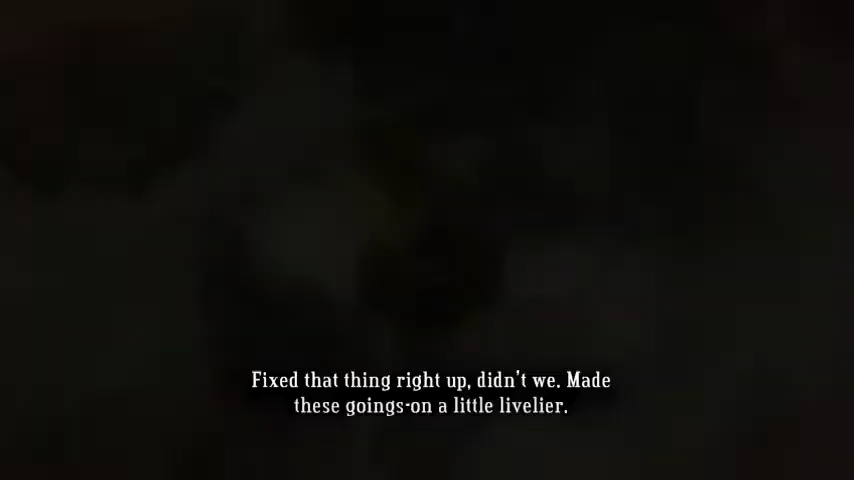 Fixed that thing right up, didn't we. Made
these goings-on a little livelier.